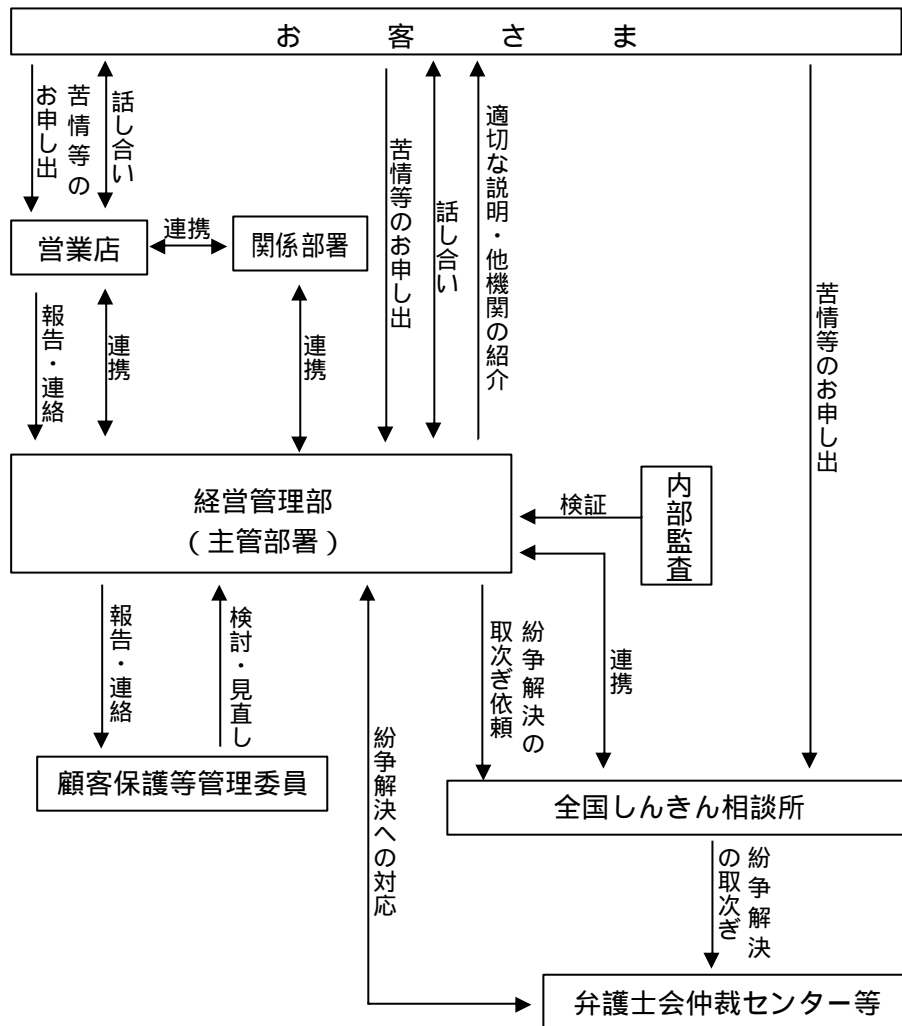 お客さま
苦情等の
お申し出
話し合い
苦情等のお申し出
話し合い
適切な説明・他機関の紹介
苦情等のお申し出
営業店
連携
関係部署
報告・連絡
連携
連携
経営管理部
（主管部署）
検証
内部監査
報告・連絡
検討・見直し
紛争解決への対応
紛争解決の
取次ぎ依頼
連携
顧客保護等管理委員
全国しんきん相談所
紛争解決
の取次ぎ
弁護士会仲裁センター等